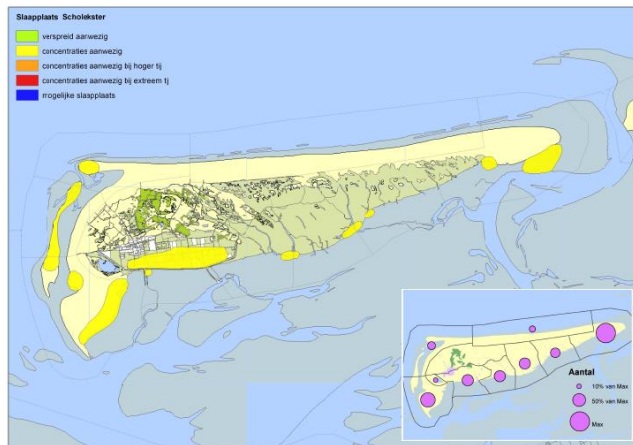 Slaapplaats Scholekster
verspreid aanwezig
concentraties aanwezig
concentraties aanwezig bij hoger tij
concentraties aanwezig bij extreem tij
mogelijke slaapplaats
Aantal
10% van Max
50% van Max
Max